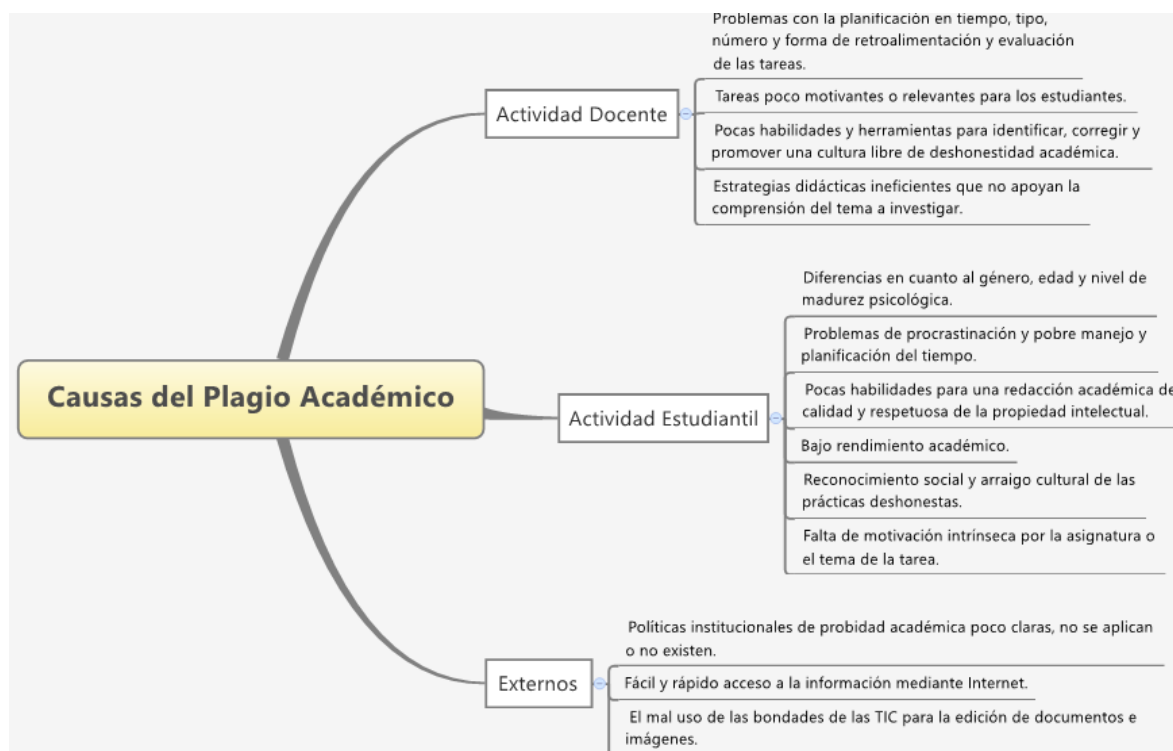 Problemas con la planificación en tiempo, tipo,
número y forma de retroalimentación y evaluación
de las tareas.
Actividad Docente
Tareas poco motivantes o relevantes para los estudiantes.
Pocas habilidades y herramientas para identificar, corregir y
promover una cultura libre de deshonestidad académica.
Estrategias didácticas ineficientes que no apoyan la
comprensión del tema a investigar.
Causas del Plagio Académico
Actividad Estudiantil
Diferencias en cuanto al género, edad y nivel de
madurez psicológica.
Problemas de procrastinación y pobre manejo y
planificación del tiempo.
Pocas habilidades para una redacción académica de
calidad y respetuosa de la propiedad intelectual.
Bajo rendimiento académico.
Reconocimiento social y arraigo cultural de las
prácticas deshonestas.
Falta de motivación intrínseca por la asignatura o
el tema de la tarea.
Externos
Políticas institucionales de probidad académica poco claras, no se aplican
o no existen.
Fácil y rápido acceso a la información mediante Internet.
El mal uso de las bondades de las TIC para la edición de documentos e
imágenes.